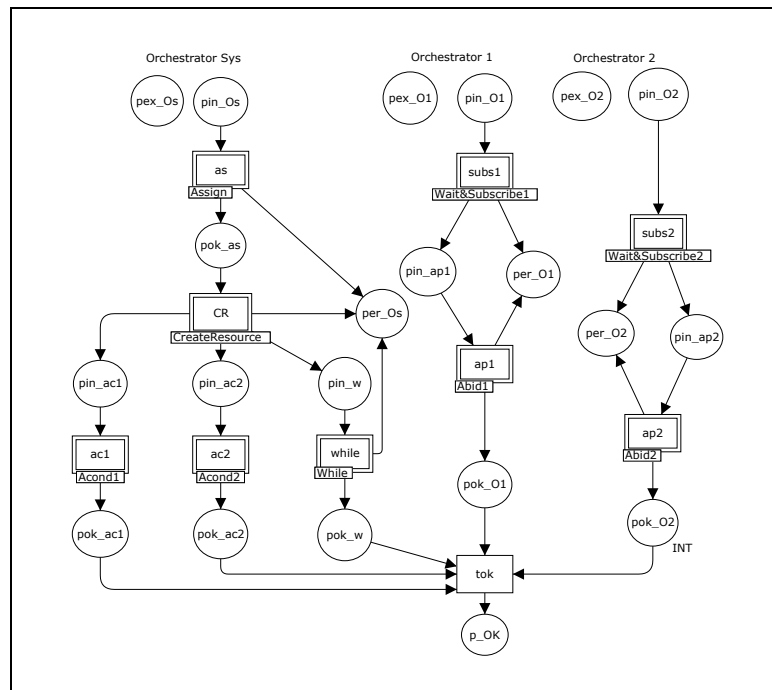 Orchestrator Sys
Orchestrator 1
Orchestrator 2
pex_Os
pin_Os
pex_O1
pin_O1
pex_O2
pin_O2
as
Assign
subs1
Wait&Subscribe1
subs2
Wait&Subscribe2
pok_as
pin_ap1
per_O1
CR
CreateResource
per_Os
per_O2
pin_ap2
pin_ac1
pin_ac2
pin_w
ap1
Abid1
ap2
Abid2
ac1
Acond1
ac2
Acond2
while
While
pok_O1
pok_O2
pok_ac1
pok_ac2
pok_w
INT
tok
p_OK